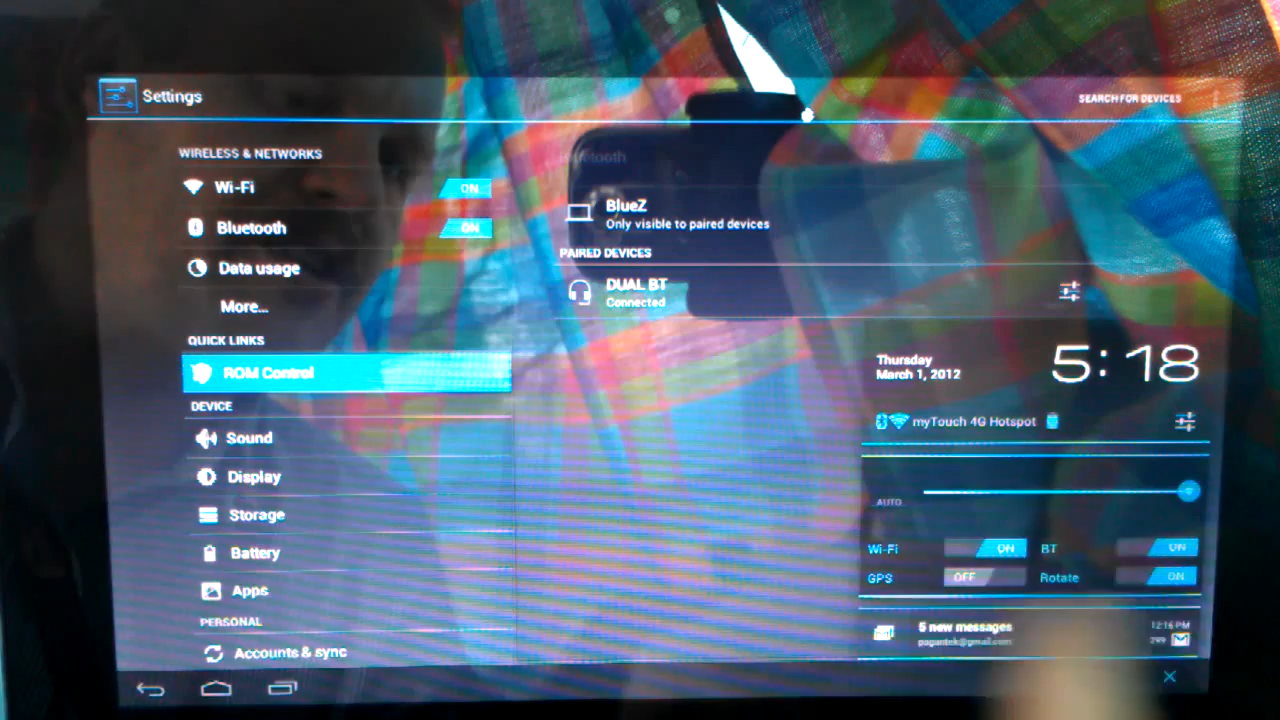 Settings
SEARCH FOR DEVICES
WIRELESS & NETWORKS
Wi-Fi
ON
Bluetooth
ON
Data usage
More...
QUICK LINKS
ROM Control
DEVICE
Sound
Display
Storage
Battery
Apps
PERSONAL
Accounts & sync
Bluetooth
BlueZ
Only visible to paired devices
PAIRED DEVICES
DUAL BT
Connected
Thursday
March 1, 2012
5:18
myTouch 4G Hotspot
AUTO
Wi-Fi
ON
BT
ON
GPS
OFF
Rotate
ON
5 new messages
12:16 PM